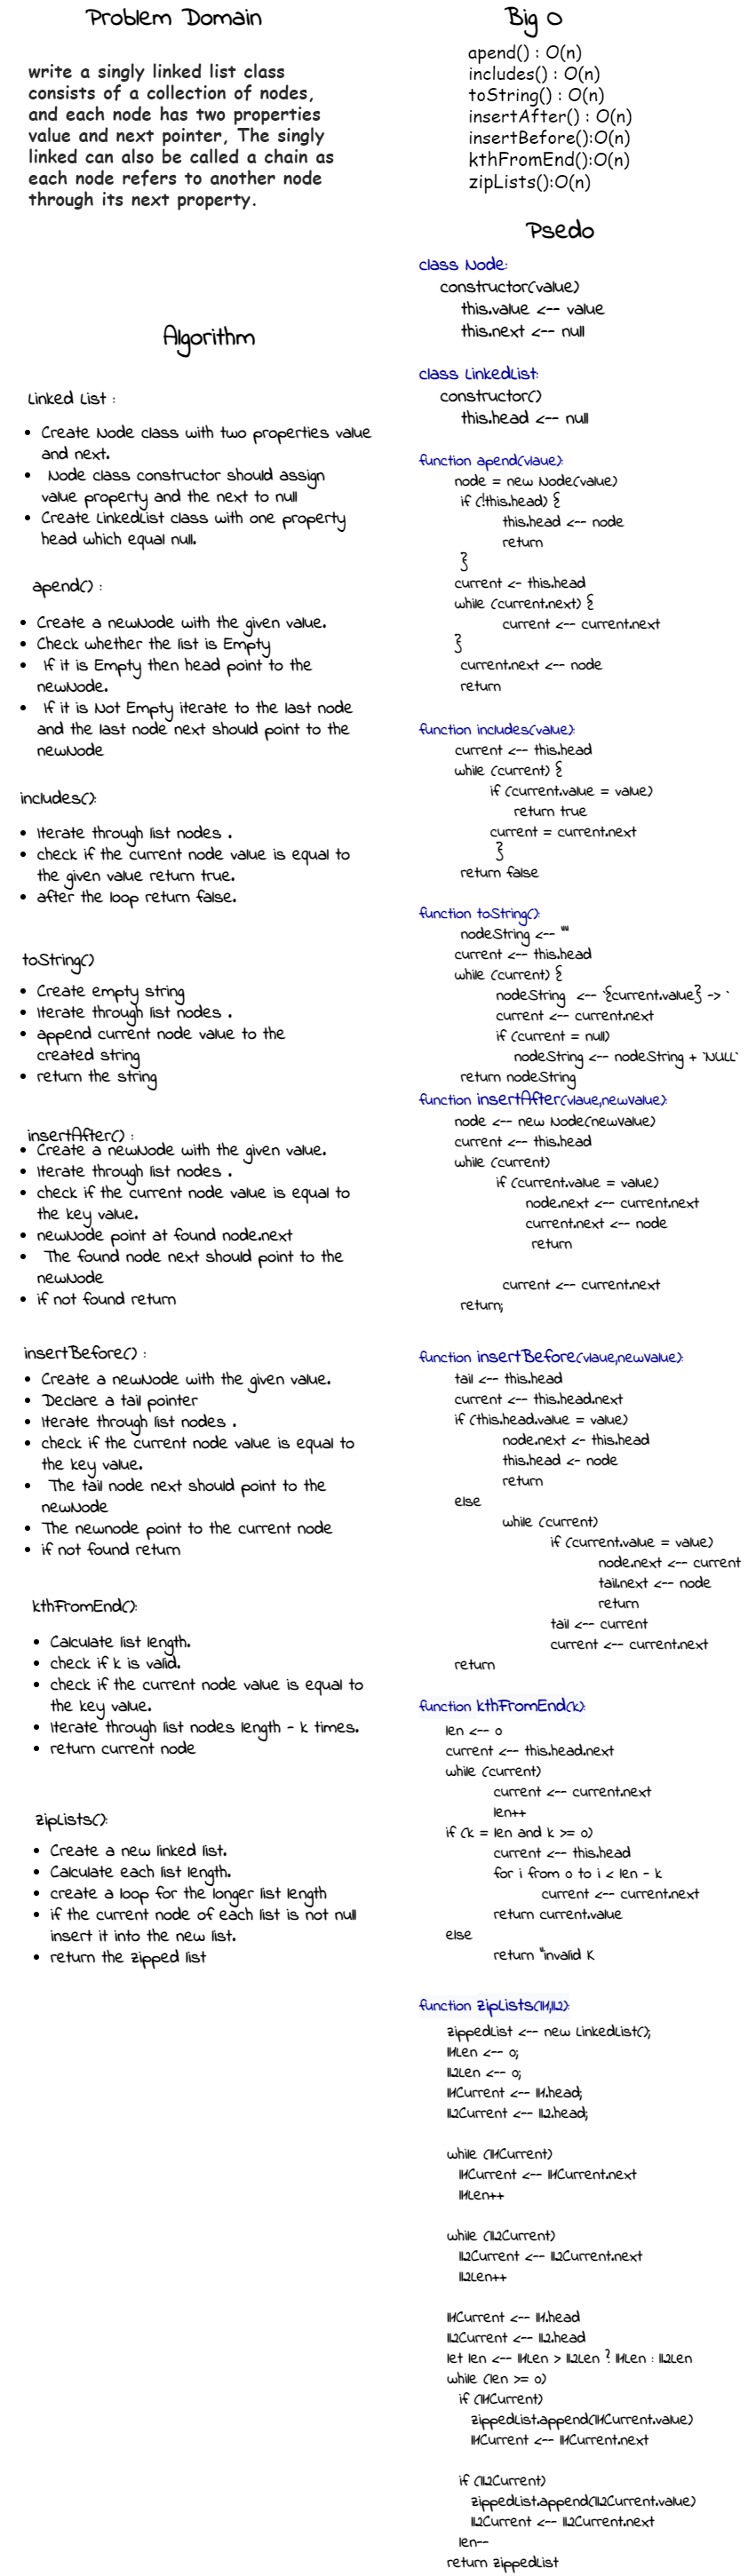 Problem Domain
write a singly linked list class
consists of a collection of nodes,
and each node has two properties
value and next pointer, The singly
linked can also be called a chain as
each node refers to another node
through its next property.
Algorithm
Linked List :
• Create Node class with two properties value
and next.
• Node class constructor should assign
value property and the next to null
• Create LinkedList class with one property
head which equal null.
apend() :
• Create a newNode with the given value.
• Check whether the list is Empty
• If it is Empty then head point to the
newNode.
• If it is Not Empty iterate to the last node
and the last node next should point to the
newNode
includes():
• Iterate through list nodes .
• check if the current node value is equal to
the given value return true.
• after the loop return false.
toString()
• Create empty string
• Iterate through list nodes .
• append current node value to the
created string
• return the string
insertAfter() :
• Create a newNode with the given value.
• Iterate through list nodes .
• check if the current node value is equal to
the key value.
• newNode point at found node.next
• The found node next should point to the
newNode
• if not found return
insertBefore() :
• Create a newNode with the given value.
• Declare a tail pointer
• Iterate through list nodes .
• check if the current node value is equal to
the key value.
• The tail node next should point to the
newNode
• The newnode point to the current node
• if not found return
kthFromEnd():
• Calculate list length.
• check if k is valid.
• check if the current node value is equal to
the key value.
• Iterate through list nodes length - k times.
• return current node
zipLists():
• Create a new linked list.
• Calculate each list length.
• create a loop for the longer list length
• if the current node of each list is not null
insert it into the new list.
• return the zipped list
Big O
apend() : O(n)
includes() : O(n)
toString() : O(n)
insertAfter() : O(n)
insertBefore():O(n)
kthFromEnd():O(n)
zipLists():O(n)
Psedo
class Node:
constructor(value)
this.value <-- value
this.next <-- null
class LinkedList:
constructor()
this.head <-- null
function apend(vlaue):
node = new Node(value)
if (!this.head) {
this.head <-- node
return
}
current <- this.head
while (current.next) {
current <-- current.next
}
current.next <-- node
return
function includes(value):
current <-- this.head
while (current) {
if (current.value = value)
return true
current = current.next
}
return false
function toString():
nodeString <-- ""
current <-- this.head
while (current) {
nodeString <-- `{current.value} -> `
current <-- current.next
if (current = null)
nodeString <-- nodeString + `NULL`
return nodeString
function insertAfter(vlaue,newValue):
node <-- new Node(newValue)
current <-- this.head
while (current)
if (current.value = value)
node.next <-- current.next
current.next <-- node
return
current <-- current.next
return;
function insertBefore(vlaue,newValue):
tail <-- this.head
current <-- this.head.next
if (this.head.value = value)
node.next <- this.head
this.head <- node
return
else
while (current)
if (current.value = value)
node.next <-- current
tail.next <-- node
return
tail <-- current
current <-- current.next
return
function kthFromEnd(k):
len <-- 0
current <-- this.head.next
while (current)
current <-- current.next
len++
if (k = len and k >= 0)
current <-- this.head
for i from 0 to i < len - k
current <-- current.next
return current.value
else
return "invalid K
function zipLists(ll1,ll2):
zippedList <-- new LinkedList();
ll1Len <-- 0;
ll2Len <-- 0;
ll1Current <-- ll1.head;
ll2Current <-- ll2.head;
while (ll1Current)
ll1Current <-- ll1Current.next
ll1Len++
while (ll2Current)
ll2Current <-- ll2Current.next
ll2Len++
ll1Current <-- ll1.head
ll2Current <-- ll2.head
let len <-- ll1Len > ll2Len ? ll1Len : ll2Len
while (len >= 0)
if (ll1Current)
zippedList.append(ll1Current.value)
ll1Current <-- ll1Current.next
if (ll2Current)
zippedList.append(ll2Current.value)
ll2Current <-- ll2Current.next
len--
return zippedList